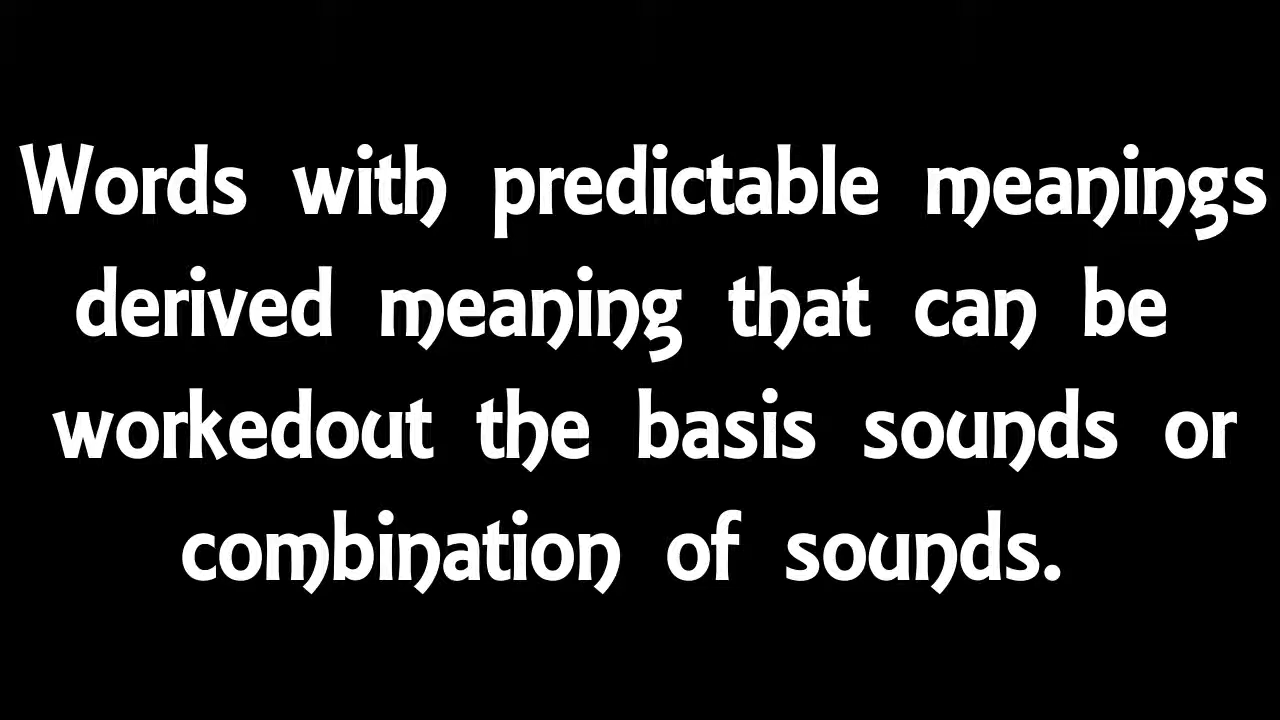 Words with predictable meanings
derived meaning that can be
workedout the basis sounds or
combination of sounds.